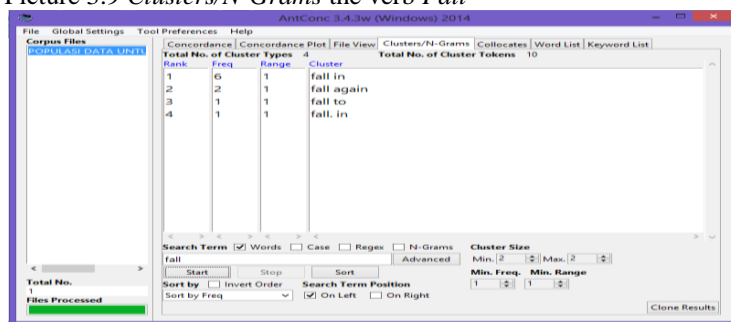 Picture 3.9 Clusters/N-Grams the verb Fall
AntConc 3.4.3w (Windows) 2014
File Global Settings Tool Preferences Help
Corpus Files
POPULASI DATA UNTU
Concordance Concordance Plot File View Clusters/N-Grams Collocates Word List Keyword List
Total No. of Cluster Types 4 Total No. of Cluster Tokens 10
Rank Freq Range Cluster
1 6 1 fall in
2 2 1 fall again
3 1 1 fall to
4 1 1 fall. in
Search Term Words Case Regex N-Grams Cluster Size
fall Advanced Min. 2 Max. 2
Start Stop Sort Min. Freq. Min. Range
Sort by Invert Order Search Term Position 1 1
Sort by Freq On Left On Right
Total No.
1
Files Processed
Clone Results